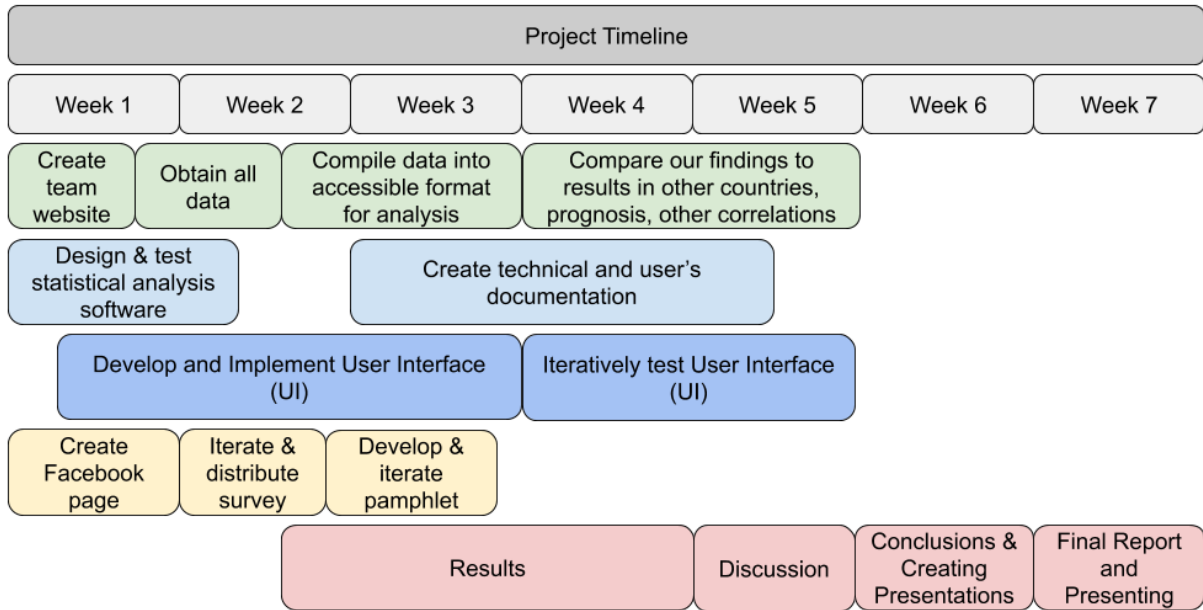 Project Timeline
Week 1
Week 2
Week 3
Week 4
Week 5
Week 6
Week 7
Create
team
website
Obtain all
data
Compile data into
accessible format
for analysis
Compare our findings to
results in other countries,
prognosis, other correlations
Design & test
statistical analysis
software
Create technical and user’s
documentation
Develop and Implement User Interface
(UI)
Iteratively test User Interface
(UI)
Create
Facebook
page
Iterate &
distribute
survey
Develop &
iterate
pamphlet
Results
Discussion
Conclusions &
Creating
Presentations
Final Report
and
Presenting